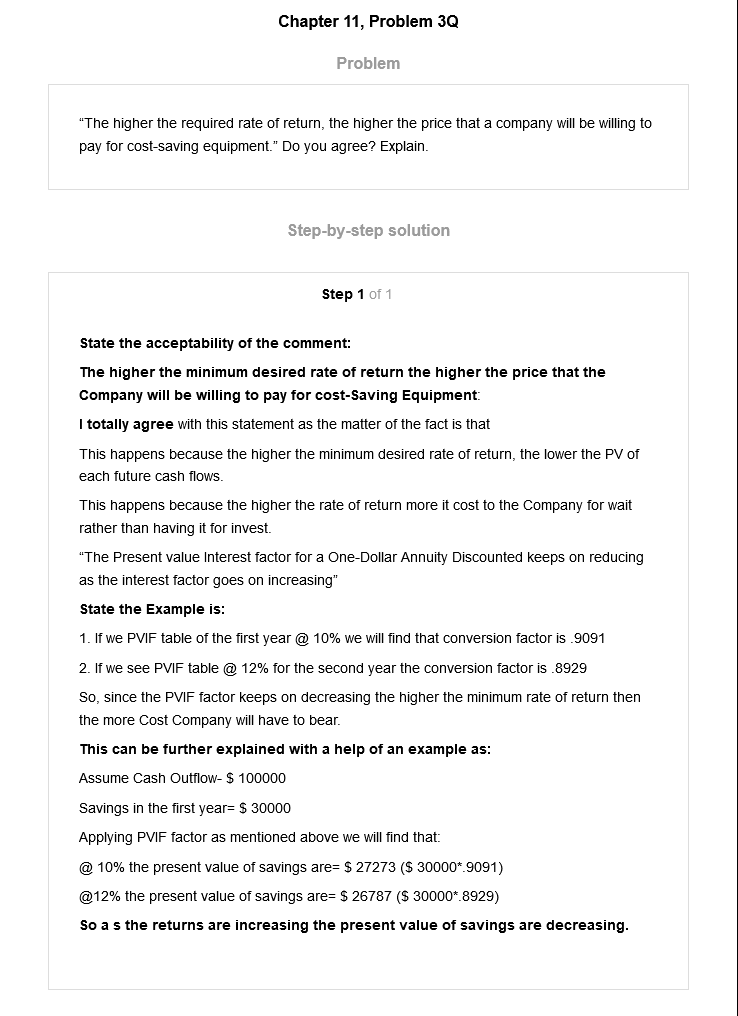 Chapter 11, Problem 3Q
Problem
“The higher the required rate of return, the higher the price that a company will be willing to
pay for cost-saving equipment.” Do you agree? Explain.
Step-by-step solution
Step 1 of 1
State the acceptability of the comment:
The higher the minimum desired rate of return the higher the price that the
Company will be willing to pay for cost-Saving Equipment:
I totally agree with this statement as the matter of the fact is that
This happens because the higher the minimum desired rate of return, the lower the PV of
each future cash flows.
This happens because the higher the rate of return more it cost to the Company for wait
rather than having it for invest.
“The Present value Interest factor for a One-Dollar Annuity Discounted keeps on reducing
as the interest factor goes on increasing”
State the Example is:
1. If we PVIF table of the first year @ 10% we will find that conversion factor is .9091
2. If we see PVIF table @ 12% for the second year the conversion factor is .8929
So, since the PVIF factor keeps on decreasing the higher the minimum rate of return then
the more Cost Company will have to bear.
This can be further explained with a help of an example as:
Assume Cash Outflow- $ 100000
Savings in the first year= $ 30000
Applying PVIF factor as mentioned above we will find that:
@ 10% the present value of savings are= $ 27273 ($ 30000*.9091)
@12% the present value of savings are= $ 26787 ($ 30000*.8929)
So a s the returns are increasing the present value of savings are decreasing.